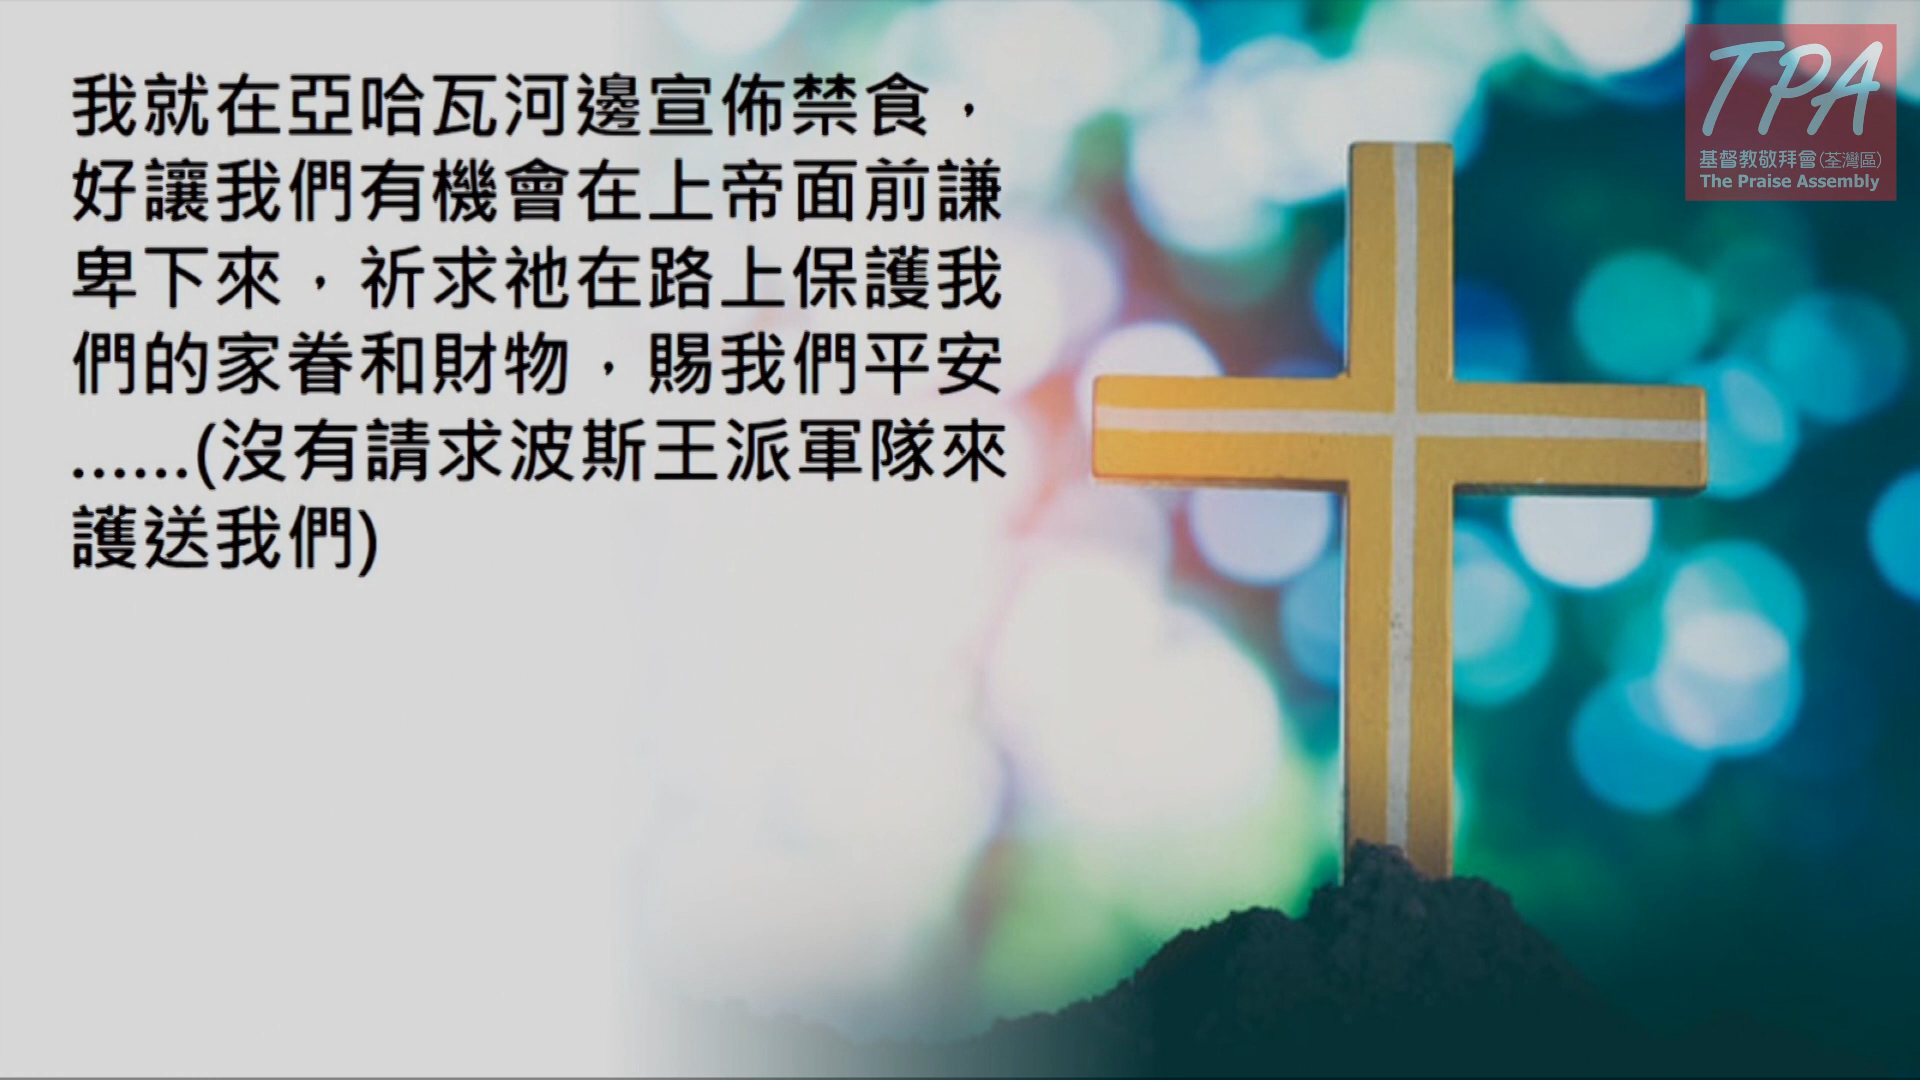 我就在亞哈瓦河邊宣佈禁食，
好讓我們有機會在上帝面前謙
卑下來，祈求祂在路上保護我
們的家眷和財物，賜我們平安
......(沒有請求波斯王派軍隊來
護送我們)
TPA
基督教敬拜會(荃灣區)
The Praise Assembly